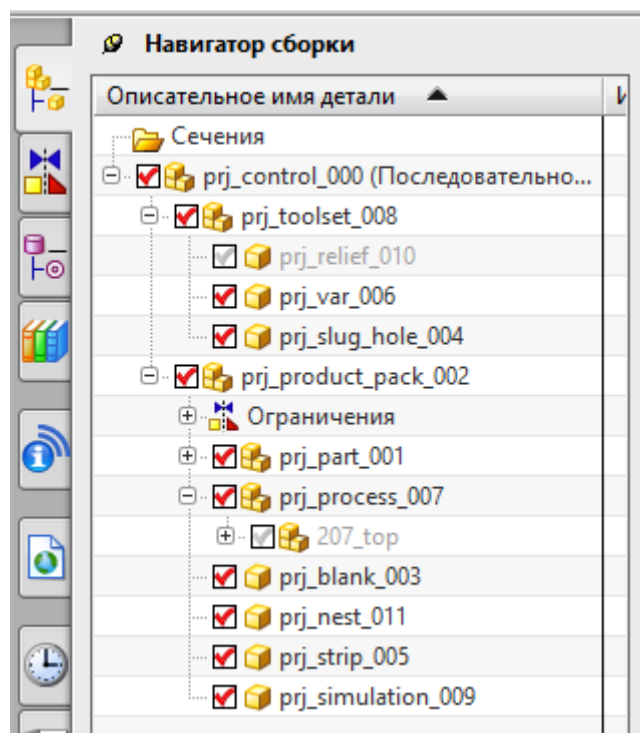 Навигатор сборки
Описательное имя детали
Сечения
prj_control_000 (Последовательно...
prj_toolset_008
prj_relief_010
prj_var_006
prj_slug_hole_004
prj_product_pack_002
Ограничения
prj_part_001
prj_process_007
207_top
prj_blank_003
prj_nest_011
prj_strip_005
prj_simulation_009